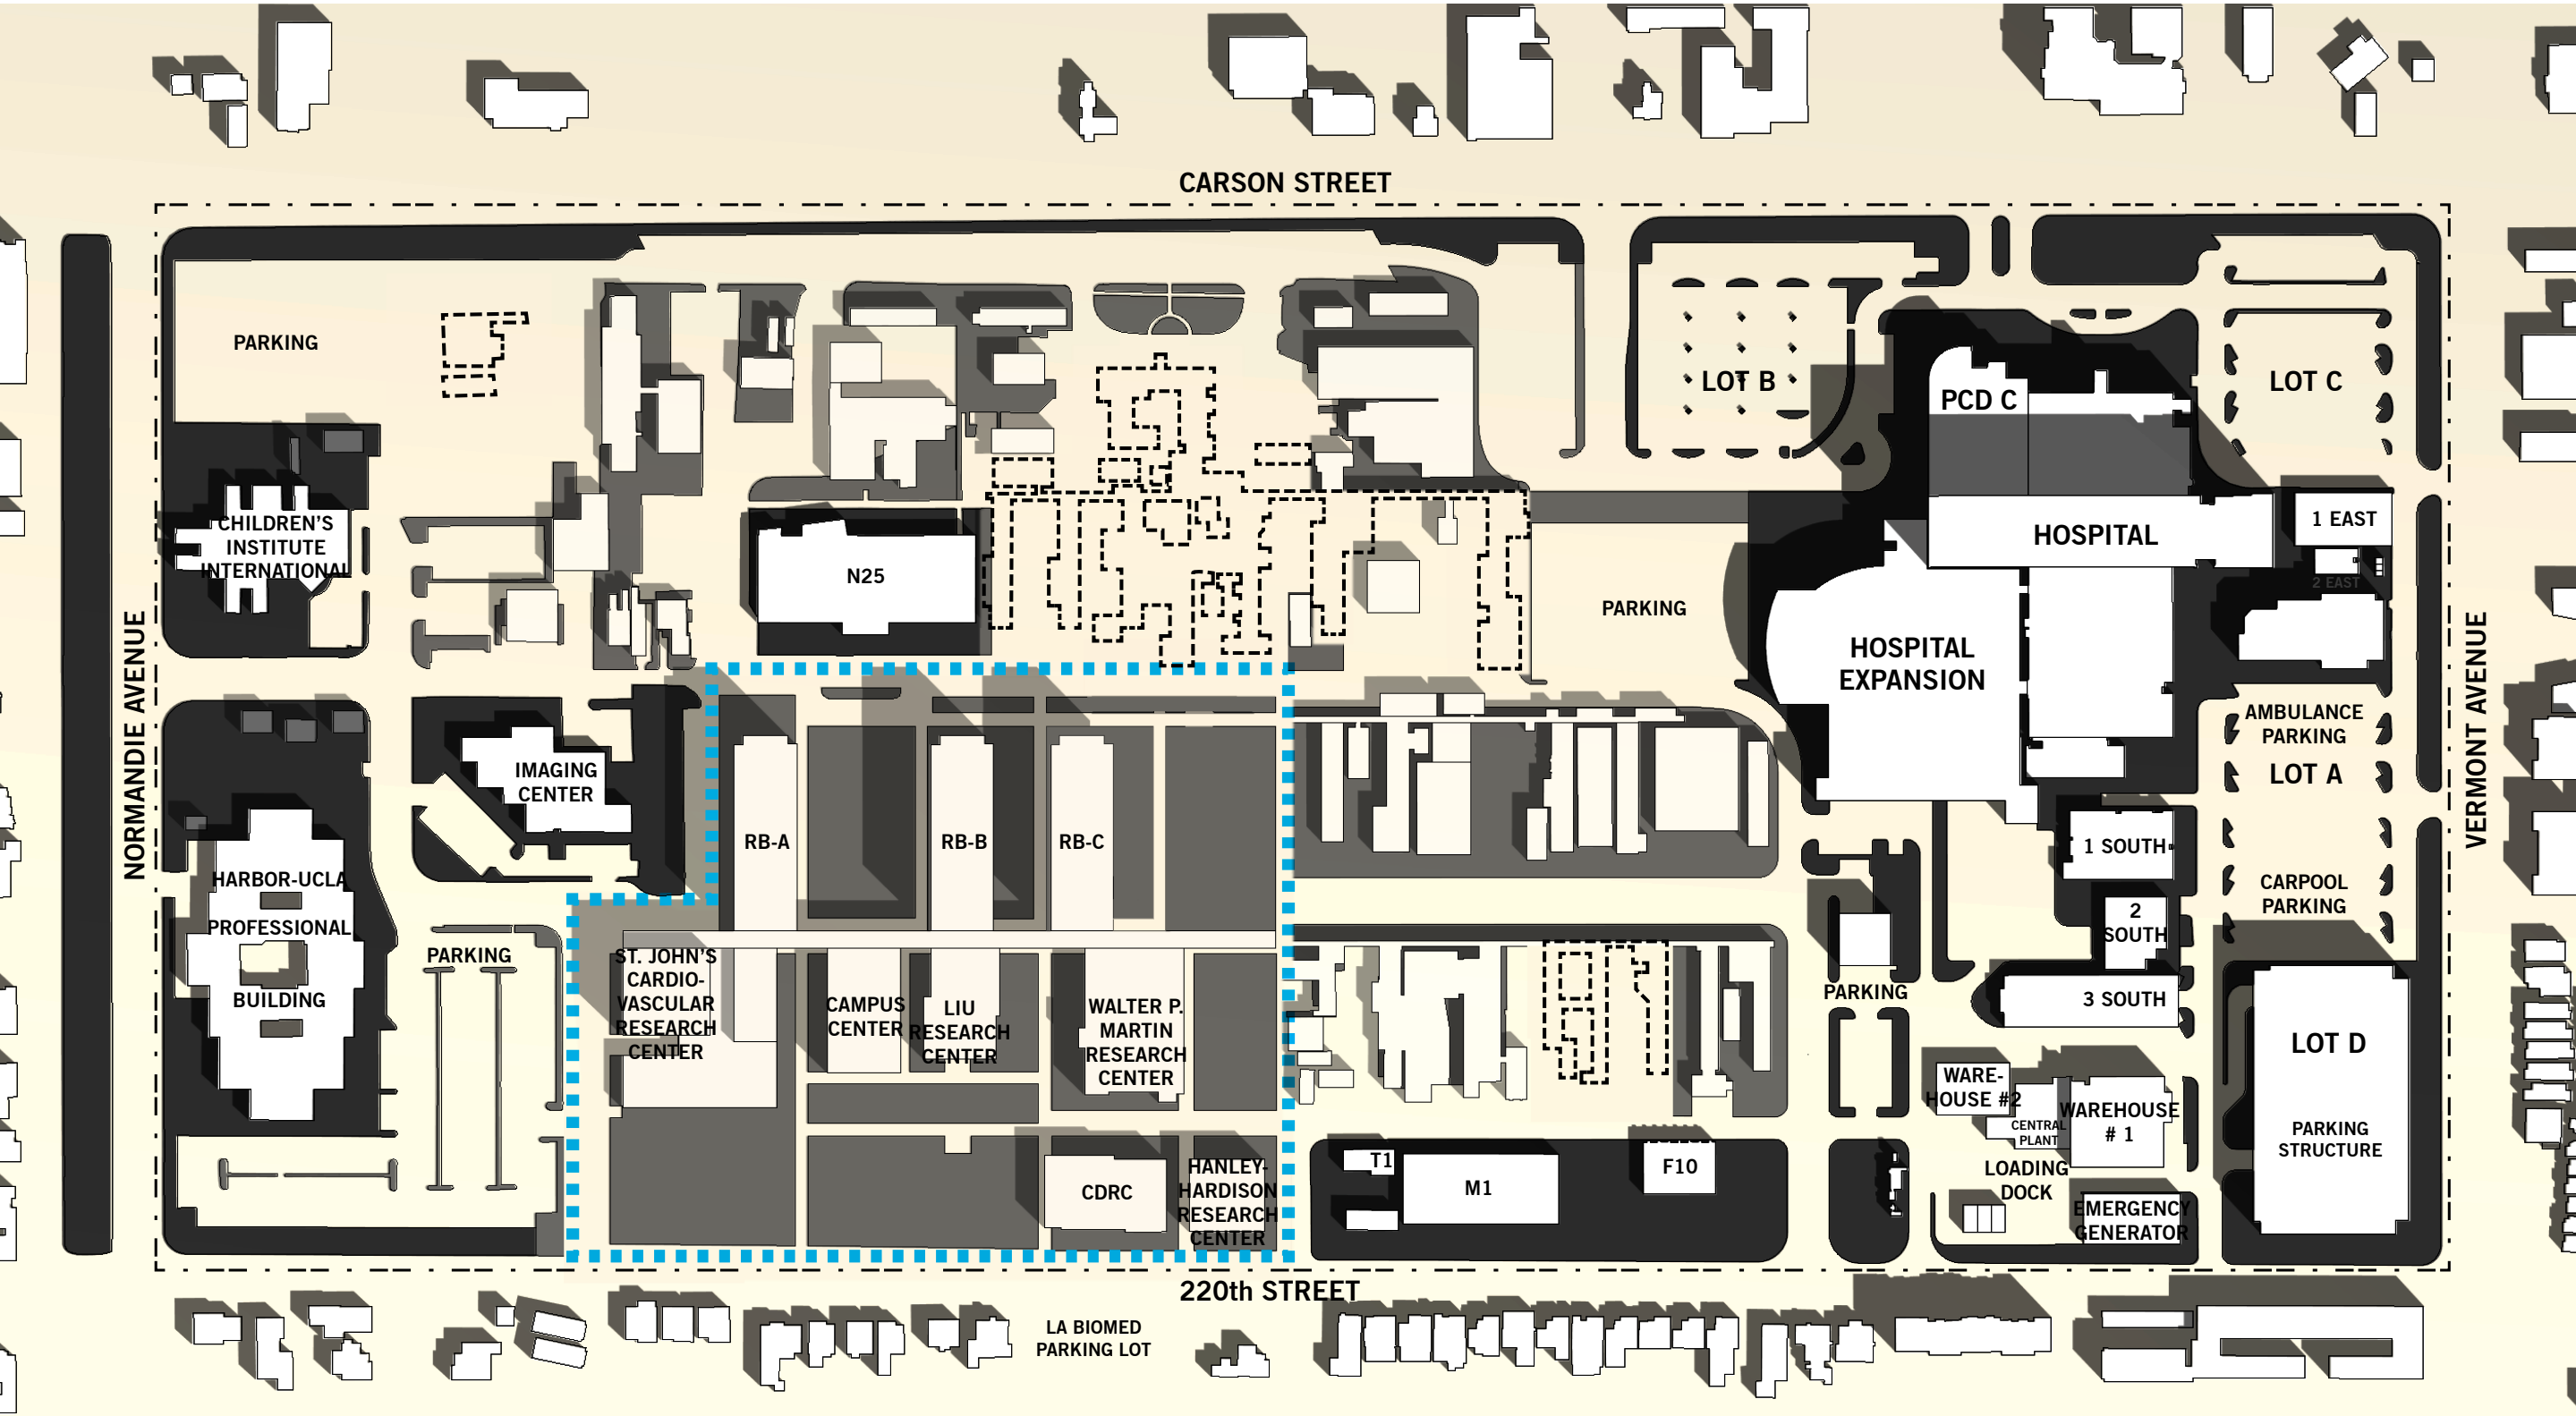 CARSON STREET
PARKING
LOT B
PCD C
LOT C
CHILDREN'S
INSTITUTE
INTERNATIONAL
N25
HOSPITAL
1 EAST
2 EAST
PARKING
HOSPITAL
EXPANSION
NORMANDIE AVENUE
VERMONT AVENUE
AMBULANCE
PARKING
LOT A
IMAGING
CENTER
RB-A
RB-B
RB-C
1 SOUTH
HARBOR-UCLA
PROFESSIONAL
BUILDING
CARPOOL
PARKING
2
SOUTH
PARKING
ST. JOHN'S
CARDIO-
VASCULAR
RESEARCH
CENTER
CAMPUS
CENTER
LIU
RESEARCH
CENTER
WALTER P.
MARTIN
RESEARCH
CENTER
PARKING
3 SOUTH
LOT D
PARKING
STRUCTURE
WARE-
HOUSE #2
CENTRAL
PLANT
WAREHOUSE
# 1
T1
M1
F10
CDRC
HANLEY-
HARDISON
RESEARCH
CENTER
LOADING
DOCK
EMERGENCY
GENERATOR
220th STREET
LA BIOMED
PARKING LOT